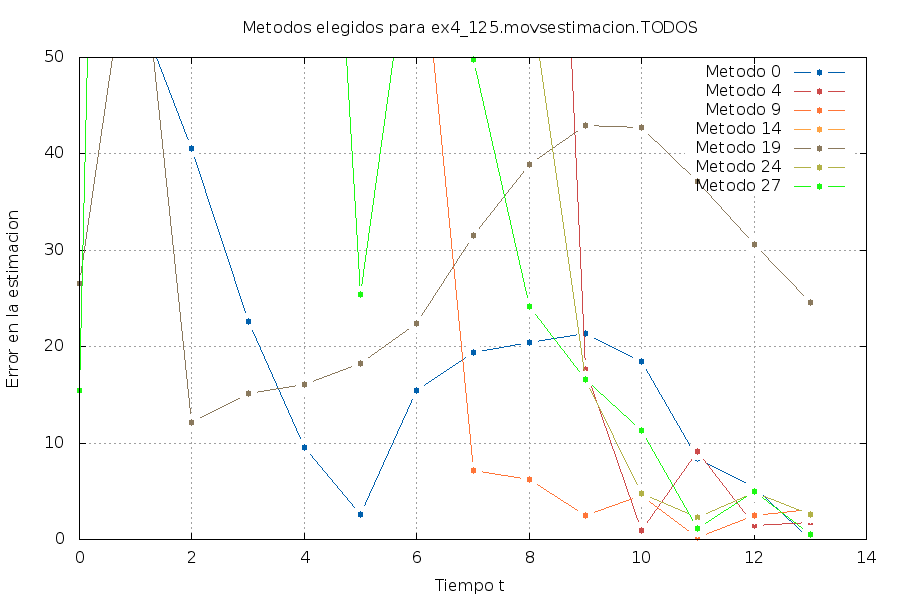 Metodos elegidos para ex4_125.movsestimacion.TODOS
50
40
30
20
10
0
Error en la estimacion
Metodo 0
Metodo 4
Metodo 9
Metodo 14
Metodo 19
Metodo 24
Metodo 27
0 2 4 6 8 10 12 14
Tiempo t